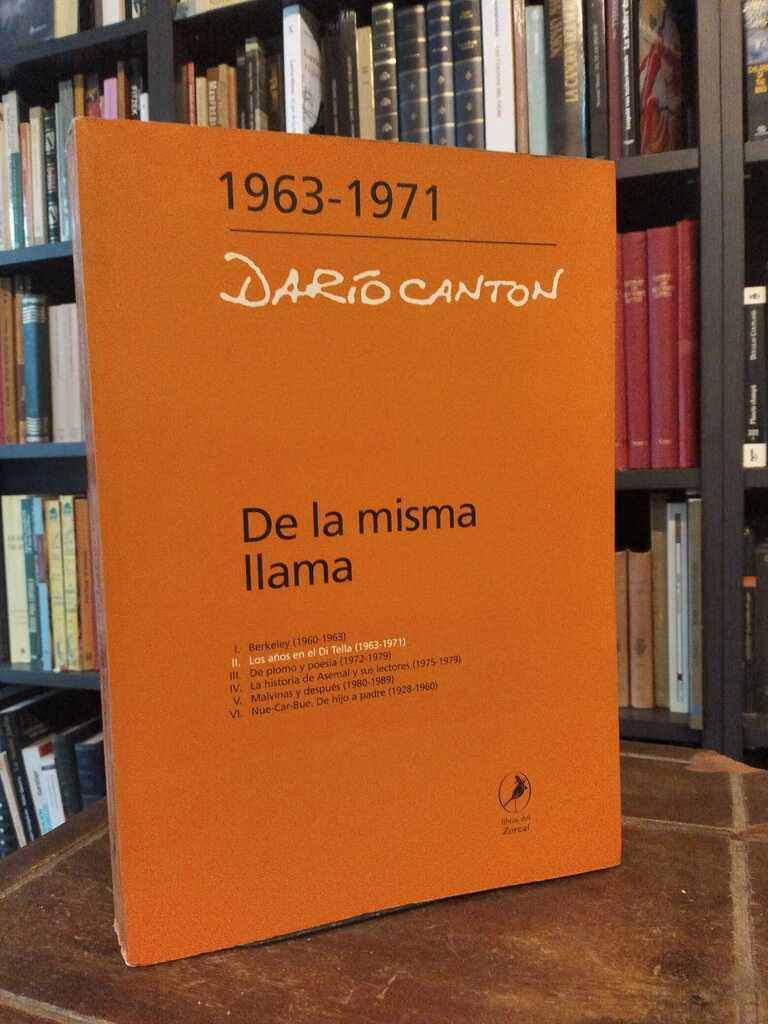 1963-1971
DARÍO CANTON
De la misma
llama
I. Berkeley (1960-1963)
II. Los años en el Di Tella (1963-1971)
III. De plomo y poesía (1972-1979)
IV. La historia de Asemal y sus lectores (1975-1979)
V. Malvinas y después (1980-1989)
VI. Nue-Car-Bue. De hijo a padre (1928-1960)
libros del
Zorzal